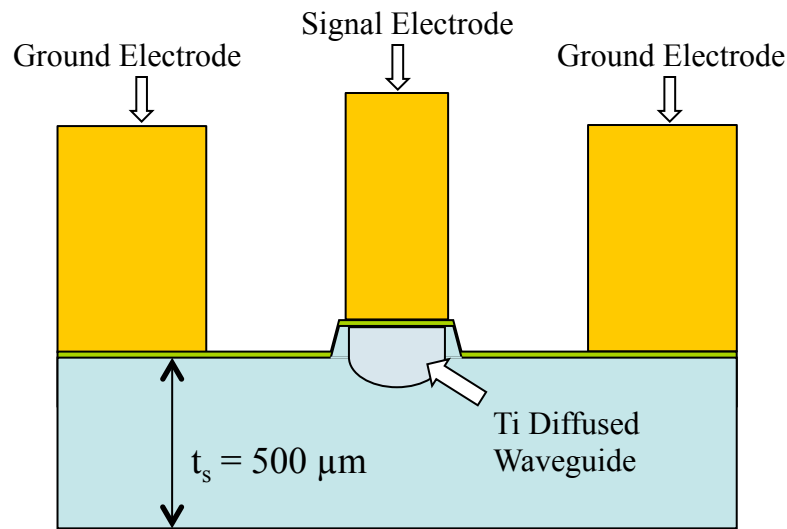 Signal Electrode
Ground Electrode
Ground Electrode
Ti Diffused
Waveguide
ts = 500 μm